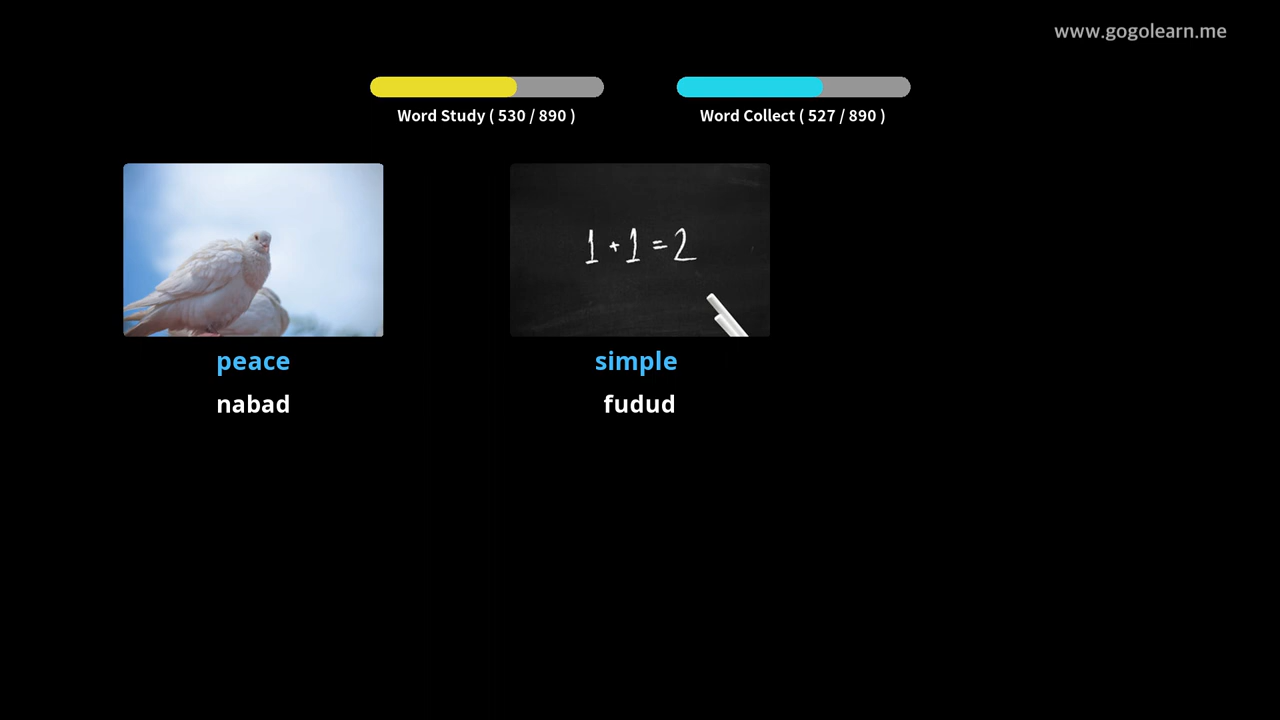 www.gogolearn.me
Word Study ( 530 / 890 )
Word Collect ( 527 / 890 )
1 + 1 = 2
peace
simple
nabad
fudud